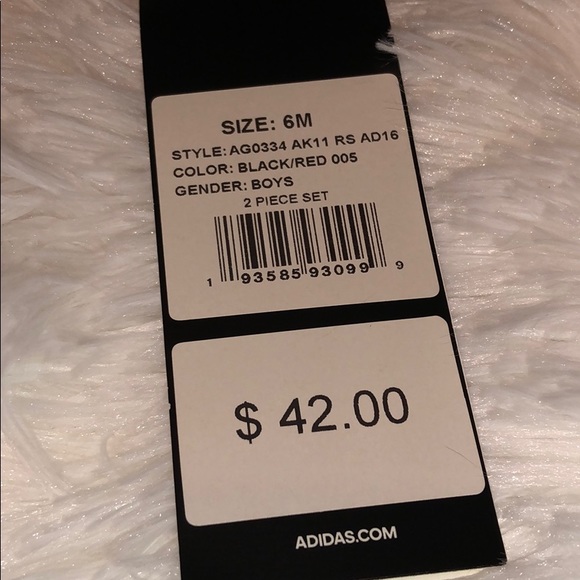 SIZE: 6M
STYLE: AG0334 AK11 RS AD16
COLOR: BLACK/RED 005
GENDER: BOYS
2 PIECE SET
1 93585 93099 9
$ 42.00
ADIDAS.COM